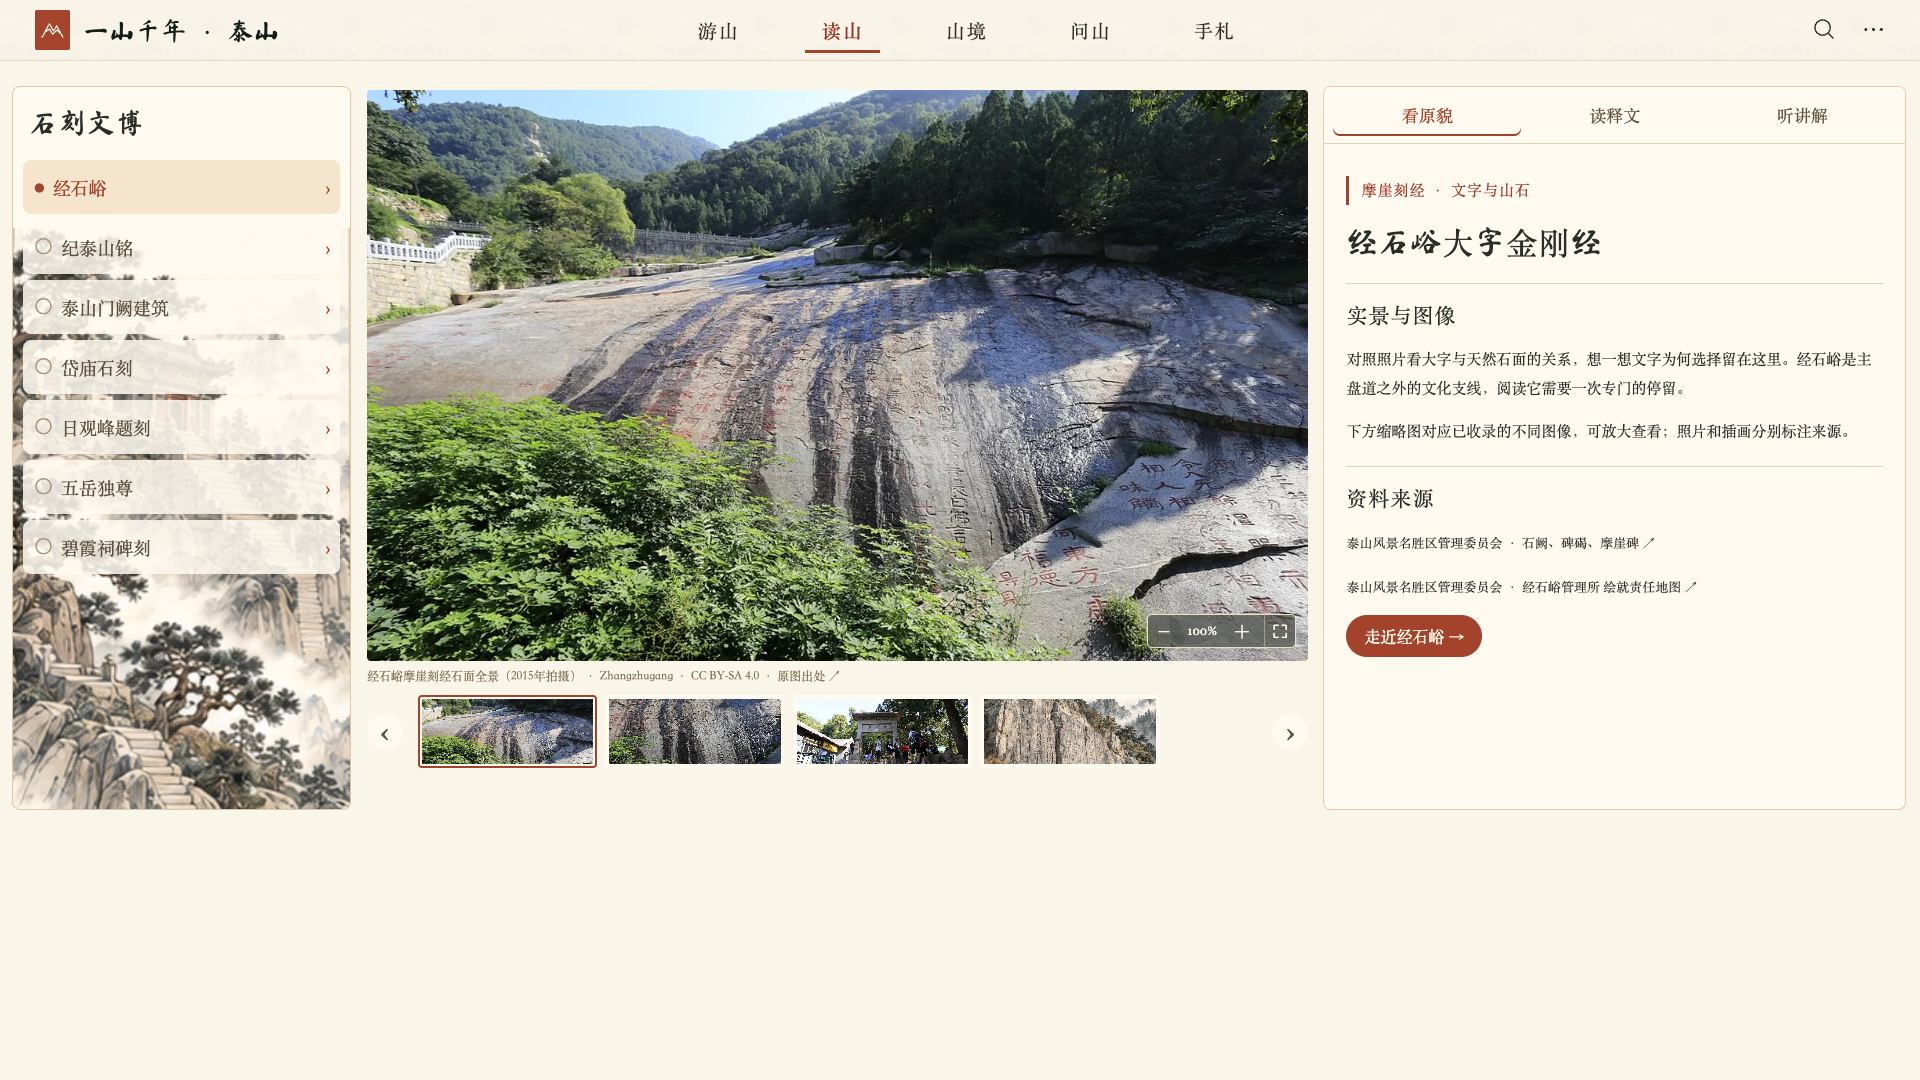 一山千年 · 泰山
游山
读山
山境
问山
手札
石刻文博
经石峪
纪泰山铭
泰山门阙建筑
岱庙石刻
日观峰题刻
五岳独尊
碧霞祠碑刻
100%
经石峪摩崖刻经石面全景（2015年拍摄） · Zhangzhugang · CC BY-SA 4.0 · 原图出处 ↗
看原貌
读释文
听讲解
摩崖刻经 · 文字与山石
经石峪大字金刚经
实景与图像
对照照片看大字与天然石面的关系，想一想文字为何选择留在这里。经石峪是主
盘道之外的文化支线，阅读它需要一次专门的停留。
下方缩略图对应已收录的不同图像，可放大查看；照片和插画分别标注来源。
资料来源
泰山风景名胜区管理委员会 · 石阙、碑碣、摩崖碑 ↗
泰山风景名胜区管理委员会 · 经石峪管理所 绘就责任地图 ↗
走近经石峪 →